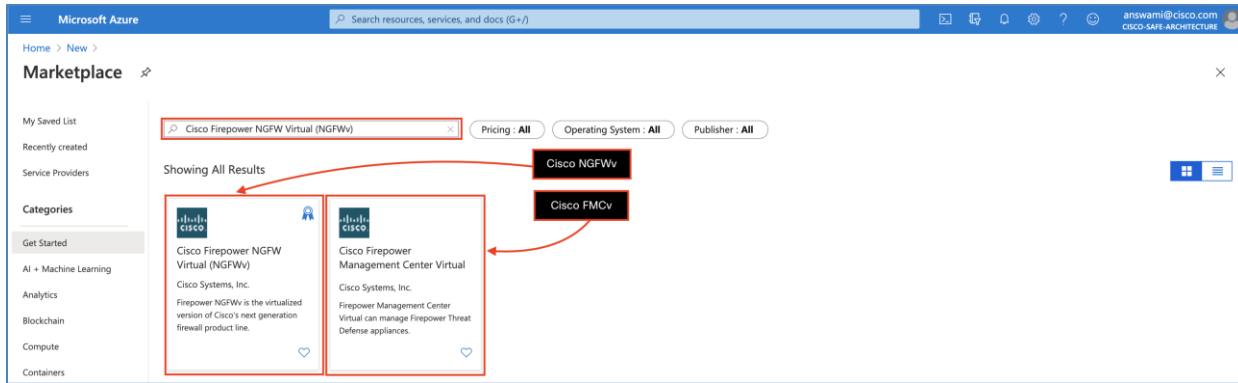 Microsoft Azure
Search resources, services, and docs (G+/)
answami@cisco.com
CISCO-SAFE-ARCHITECTURE
Home > New >
Marketplace
My Saved List
Recently created
Service Providers
Categories
Get Started
AI + Machine Learning
Analytics
Blockchain
Compute
Containers
Cisco Firepower NGFW Virtual (NGFWv)
Pricing : All
Operating System : All
Publisher : All
Showing All Results
Cisco NGFWv
Cisco FMCv
CISCO
Cisco Firepower NGFW
Virtual (NGFWv)
Cisco Systems, Inc.
Firepower NGFWv is the virtualized
version of Cisco's next generation
firewall product line.
CISCO
Cisco Firepower
Management Center Virtual
Cisco Systems, Inc.
Firepower Management Center
Virtual can manage Firepower Threat
Defense appliances.